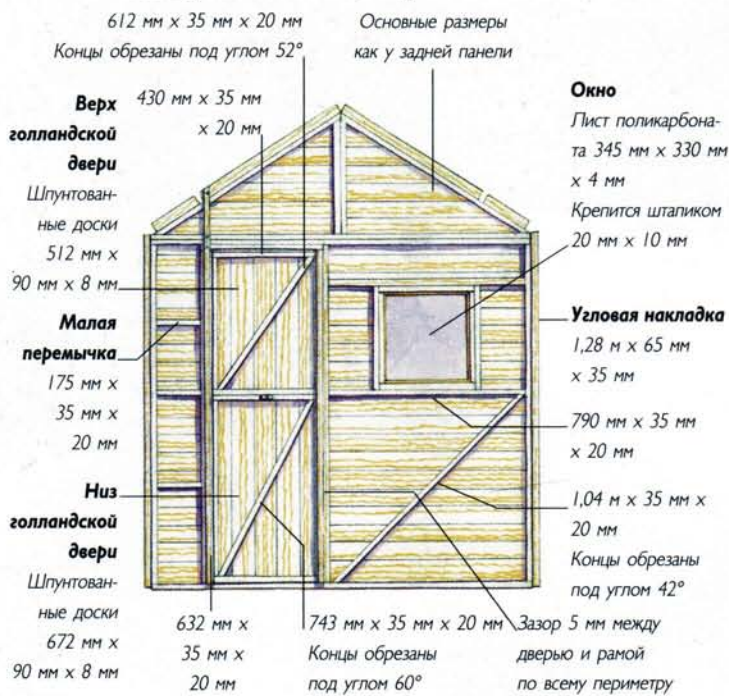 612 мм x 35 мм x 20 мм
Концы обрезаны под углом 52°
Основные размеры
как у задней панели
Верх
голландской
двери
Шпунтован-
ные доски
512 мм x
90 мм x 8 мм
430 мм x 35 мм
x 20 мм
Окно
Лист поликарбона-
та 345 мм x 330 мм
x 4 мм
Крепится штапиком
20 мм x 10 мм
Малая
перемычка
175 мм x
35 мм x
20 мм
Угловая накладка
1,28 м x 65 мм
x 35 мм
790 мм x 35 мм
x 20 мм
1,04 м x 35 мм x
20 мм
Концы обрезаны
под углом 42°
Низ
голландской
двери
Шпунтован-
ные доски
672 мм x
90 мм x 8 мм
632 мм x
35 мм x
20 мм
743 мм x 35 мм x 20 мм
Концы обрезаны
под углом 60°
Зазор 5 мм между
дверью и рамой
по всему периметру